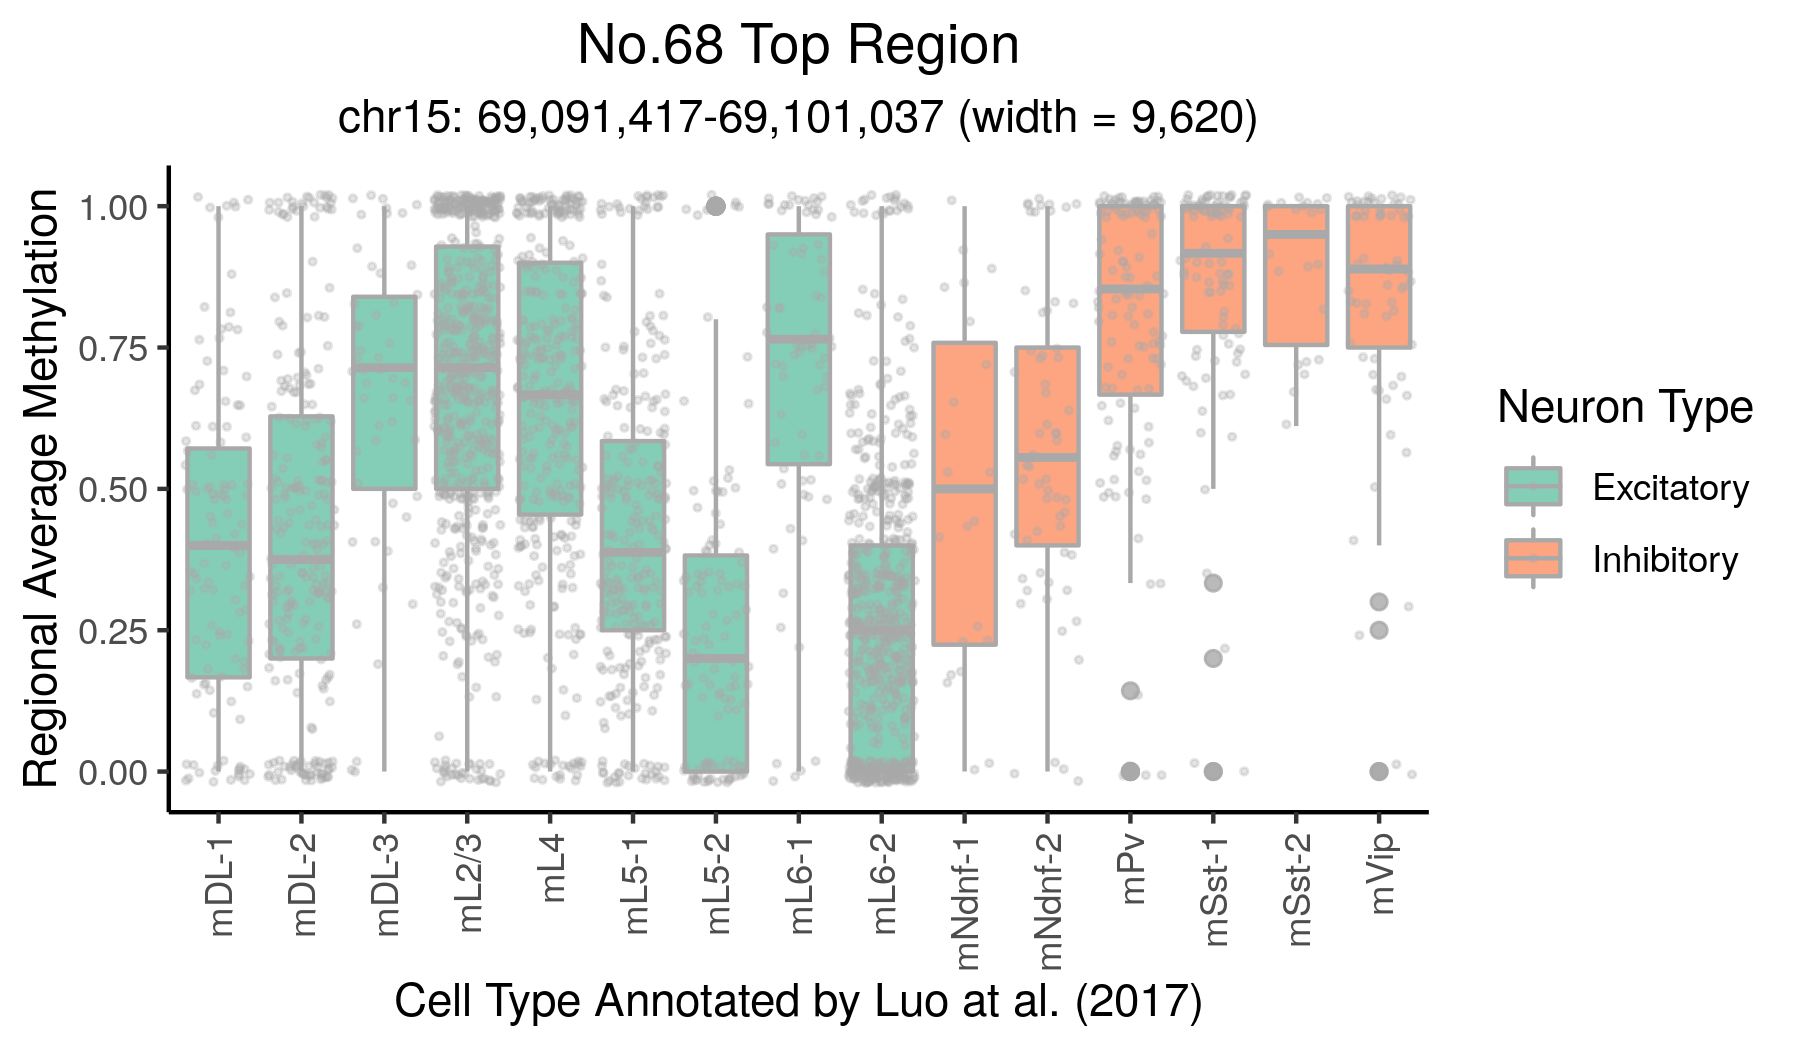 No.68 Top Region
chr15: 69,091,417-69,101,037 (width = 9,620)
Regional Average Methylation
1.00
0.75
0.50
0.25
0.00
mDL-1
mDL-2
mDL-3
mL2/3
mL4
mL5-1
mL5-2
mL6-1
mL6-2
mNdnf-1
mNdnf-2
mPv
mSst-1
mSst-2
mVip
Cell Type Annotated by Luo at al. (2017)
Neuron Type
Excitatory
Inhibitory